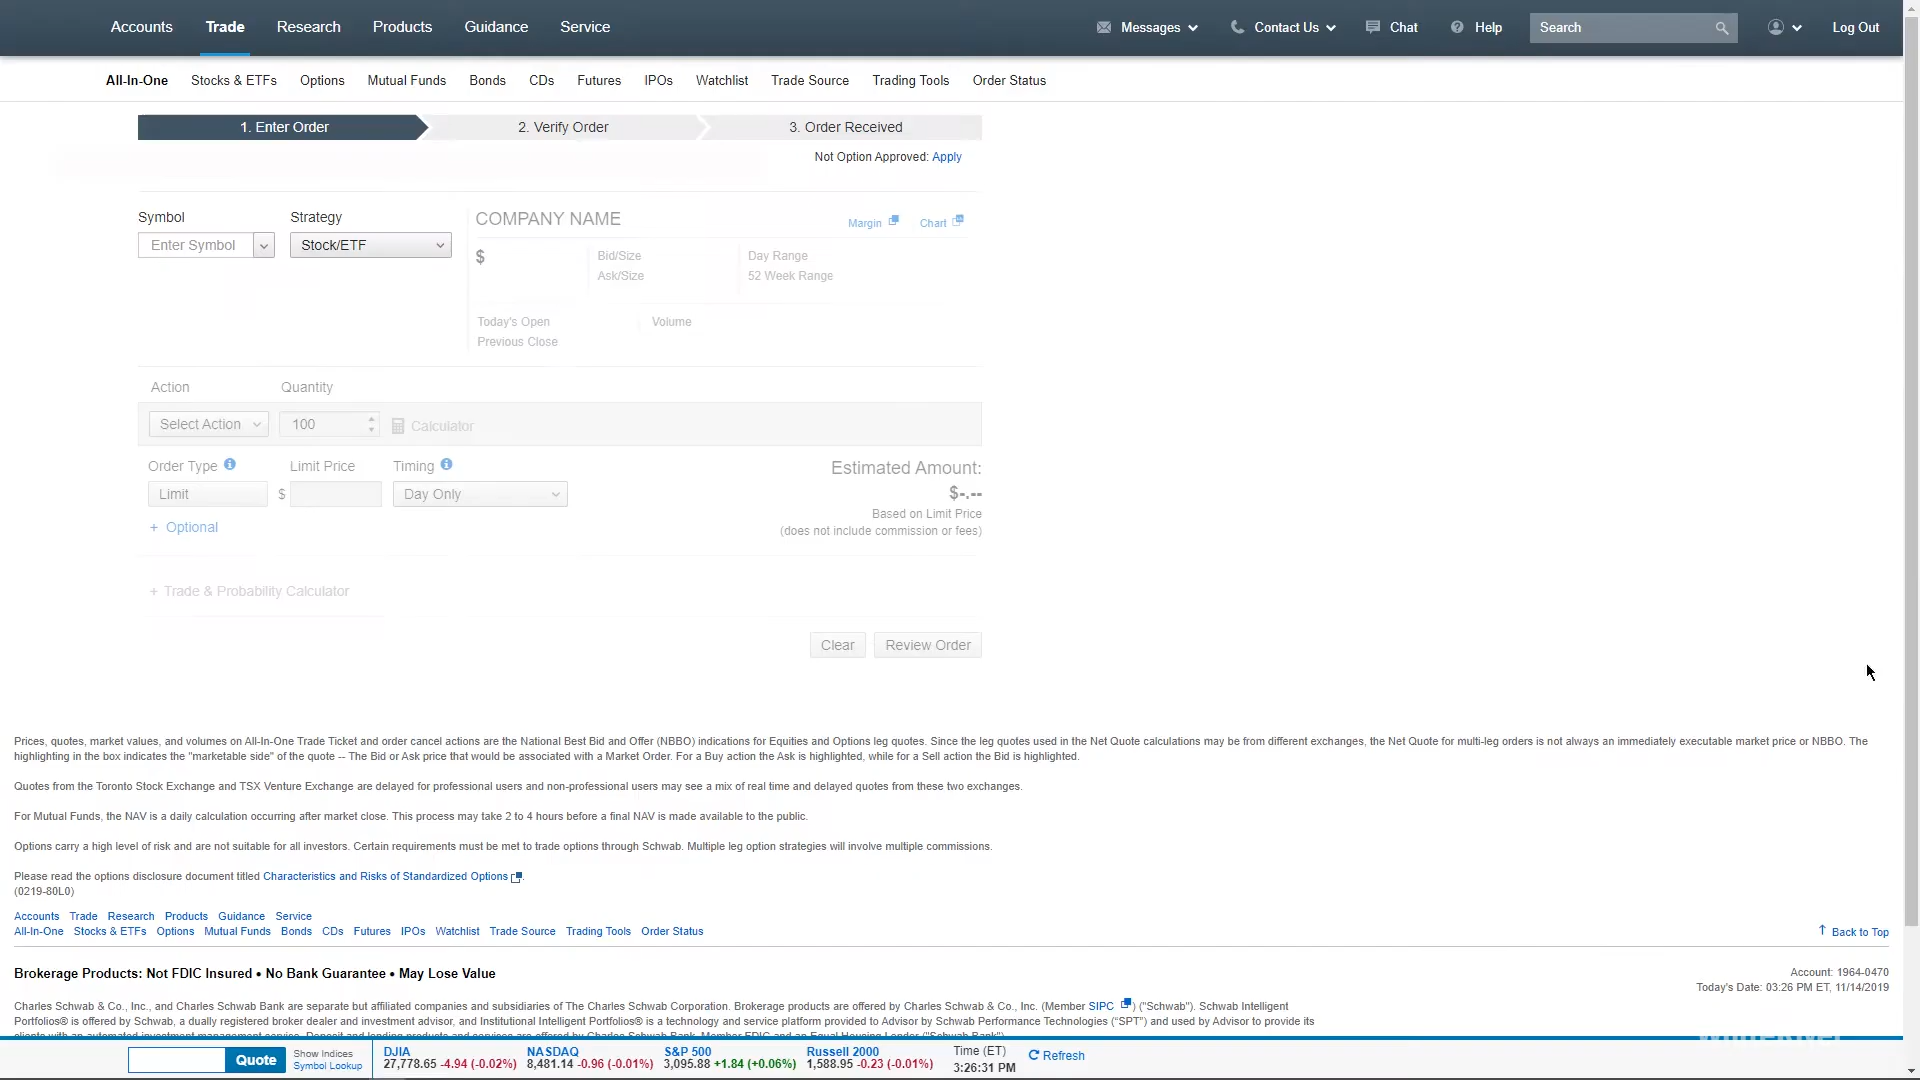 Accounts Trade Research Products Guidance Service Messages Contact Us Chat Help Search Log Out
All-In-One Stocks & ETFs Options Mutual Funds Bonds CDs Futures IPOs Watchlist Trade Source Trading Tools Order Status
1. Enter Order 2. Verify Order 3. Order Received
Not Option Approved: Apply
Symbol Strategy COMPANY NAME Margin Chart
Enter Symbol Stock/ETF
$ Bid/Size Day Range
Ask/Size 52 Week Range
Today's Open Volume
Previous Close
Action Quantity
Select Action 100 Calculator
Order Type Limit Price Timing Estimated Amount:
Limit $ Day Only $-.--
Based on Limit Price
+ Optional (does not include commission or fees)
+ Trade & Probability Calculator
Clear Review Order
Prices, quotes, market values, and volumes on All-In-One Trade Ticket and order cancel actions are the National Best Bid and Offer (NBBO) indications for Equities and Options leg quotes. Since the leg quotes used in the Net Quote calculations may be from different exchanges, the Net Quote for multi-leg orders is not always an immediately executable market price or NBBO. The
highlighting in the box indicates the "marketable side" of the quote -- The Bid or Ask price that would be associated with a Market Order. For a Buy action the Ask is highlighted, while for a Sell action the Bid is highlighted.
Quotes from the Toronto Stock Exchange and TSX Venture Exchange are delayed for professional users and non-professional users may see a mix of real time and delayed quotes from these two exchanges.
For Mutual Funds, the NAV is a daily calculation occurring after market close. This process may take 2 to 4 hours before a final NAV is made available to the public.
Options carry a high level of risk and are not suitable for all investors. Certain requirements must be met to trade options through Schwab. Multiple leg option strategies will involve multiple commissions.
Please read the options disclosure document titled Characteristics and Risks of Standardized Options .
(0219-80L0)
Accounts Trade Research Products Guidance Service
All-In-One Stocks & ETFs Options Mutual Funds Bonds CDs Futures IPOs Watchlist Trade Source Trading Tools Order Status Back to Top
Brokerage Products: Not FDIC Insured • No Bank Guarantee • May Lose Value Account: 1964-0470
Today's Date: 03:26 PM ET, 11/14/2019
Charles Schwab & Co., Inc., and Charles Schwab Bank are separate but affiliated companies and subsidiaries of The Charles Schwab Corporation. Brokerage products are offered by Charles Schwab & Co., Inc. (Member SIPC ) ("Schwab"). Schwab Intelligent
Portfolios® is offered by Schwab, a dually registered broker dealer and investment advisor, and Institutional Intelligent Portfolios® is a technology and service platform provided to Advisor by Schwab Performance Technologies ("SPT") and used by Advisor to provide its
Quote Show Indices DJIA NASDAQ S&P 500 Russell 2000 Time (ET) Refresh
Symbol Lookup 27,778.65 -4.94 (-0.02%) 8,481.14 -0.96 (-0.01%) 3,095.88 +1.84 (+0.06%) 1,588.95 -0.23 (-0.01%) 3:26:31 PM